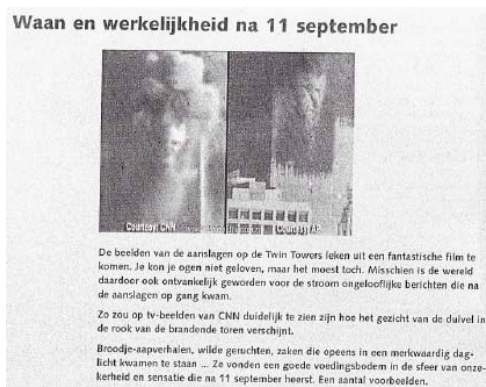 Waan en werkelijkheid na 11 september
Courtesy CNN
Courtesy AP
De beelden van de aanslagen op de Twin Towers leken uit een fantastische film te
komen. Je kon je ogen niet geloven, maar het moest toch. Misschien is de wereld
daardoor ook ontvankelijk geworden voor de stroom ongelooflijke berichten die na
de aanslagen op gang kwam.
Zo zou op tv-beelden van CNN duidelijk te zien zijn hoe het gezicht van de duivel in
de rook van de brandende toren verschijnt.
Broodje-aapverhalen, wilde geruchten, zaken die opeens in een merkwaardig dag-
licht kwamen te staan ... Ze vonden een goede voedingsbodem in de sfeer van onze-
kerheid en sensatie die na 11 september heerst. Een aantal voorbeelden.